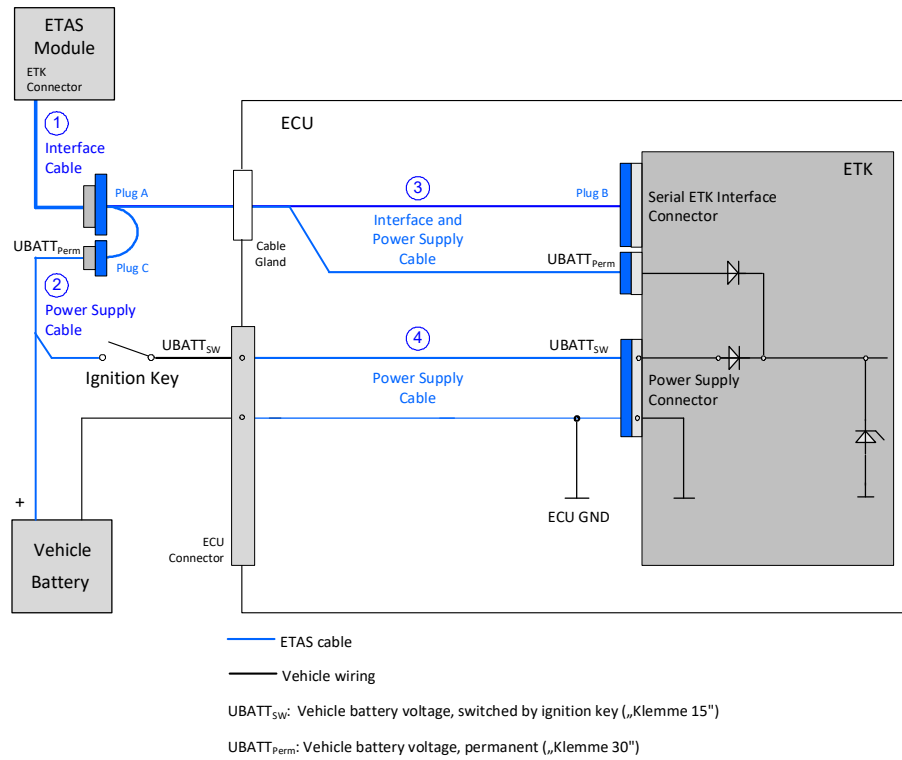 ETAS
Module
ETK
Connector
1
Interface
Cable
Plug A
UBATTPerm
Plug C
2
Power Supply
Cable
UBATTSW
Ignition Key
+
Vehicle
Battery
ECU
Cable
Gland
3
Interface and
Power Supply
Cable
Plug B
UBATTPerm
4
UBATTSW
Power Supply
Cable
ECU GND
ECU
Connector
ETK
Serial ETK Interface
Connector
Power Supply
Connector
ETAS cable
Vehicle wiring
UBATTSW: Vehicle battery voltage, switched by ignition key („Klemme 15")
UBATTPerm: Vehicle battery voltage, permanent („Klemme 30")